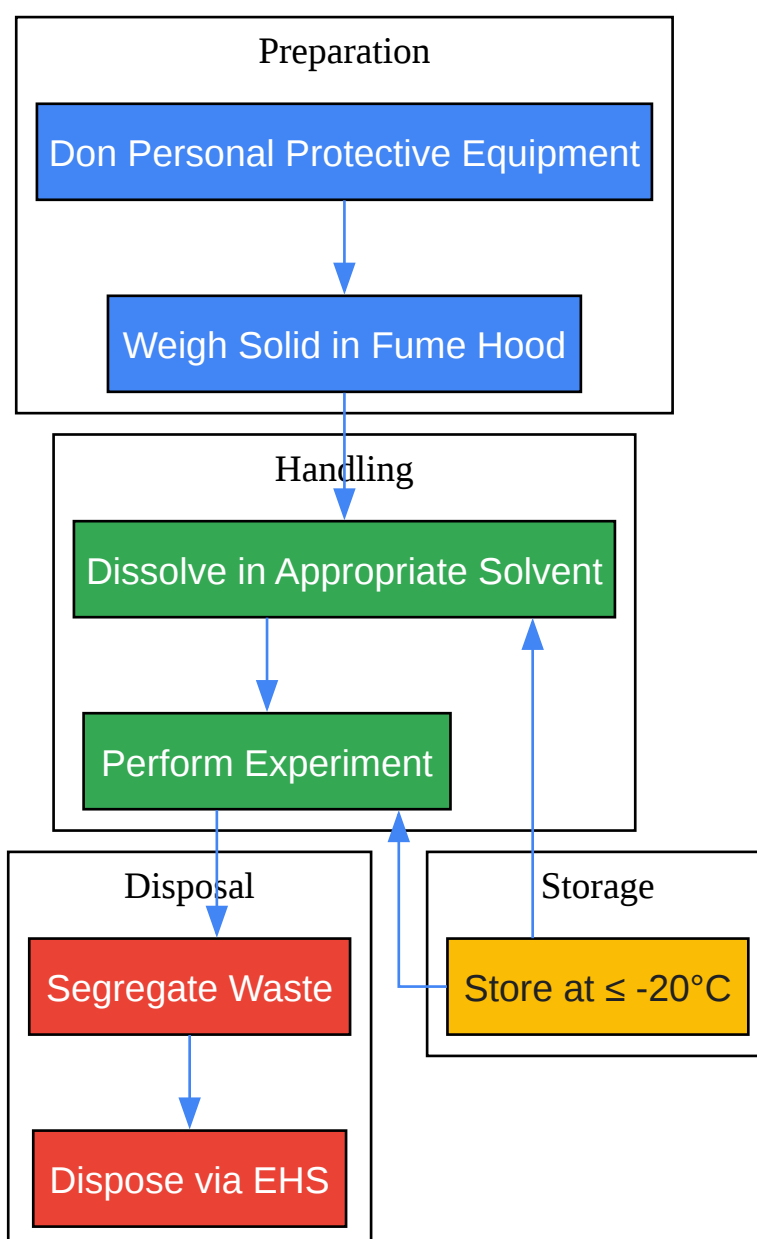 Preparation
Don Personal Protective Equipment
Weigh Solid in Fume Hood
Handling
Dissolve in Appropriate Solvent
Perform Experiment
Disposal
Segregate Waste
Dispose via EHS
Storage
Store at ≤ -20°C